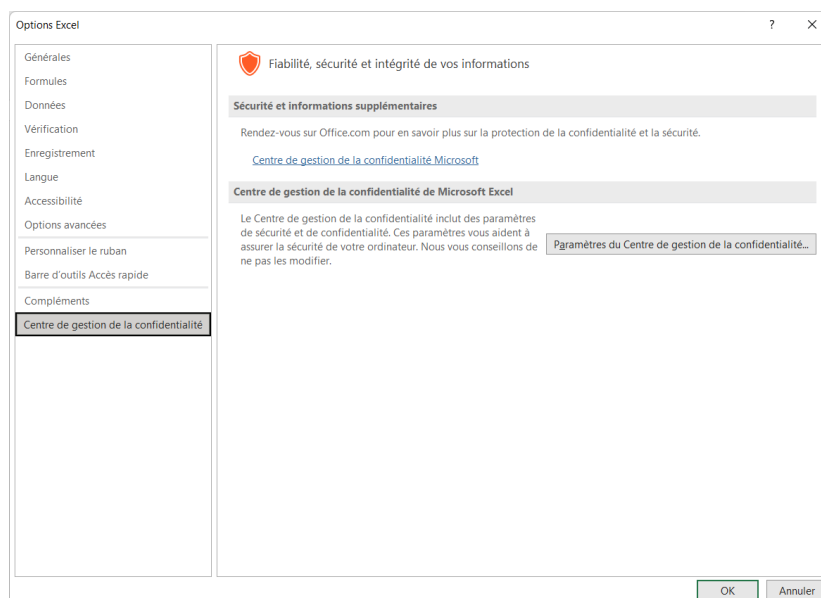 Options Excel
?
Générales
Formules
Données
Vérification
Enregistrement
Langue
Accessibilité
Options avancées
Personnaliser le ruban
Barre d'outils Accès rapide
Compléments
Centre de gestion de la confidentialité
Fiabilité, sécurité et intégrité de vos informations
Sécurité et informations supplémentaires
Rendez-vous sur Office.com pour en savoir plus sur la protection de la confidentialité et la sécurité.
Centre de gestion de la confidentialité Microsoft
Centre de gestion de la confidentialité de Microsoft Excel
Le Centre de gestion de la confidentialité inclut des paramètres
de sécurité et de confidentialité. Ces paramètres vous aident à
assurer la sécurité de votre ordinateur. Nous vous conseillons de
ne pas les modifier.
Paramètres du Centre de gestion de la confidentialité...
OK
Annuler